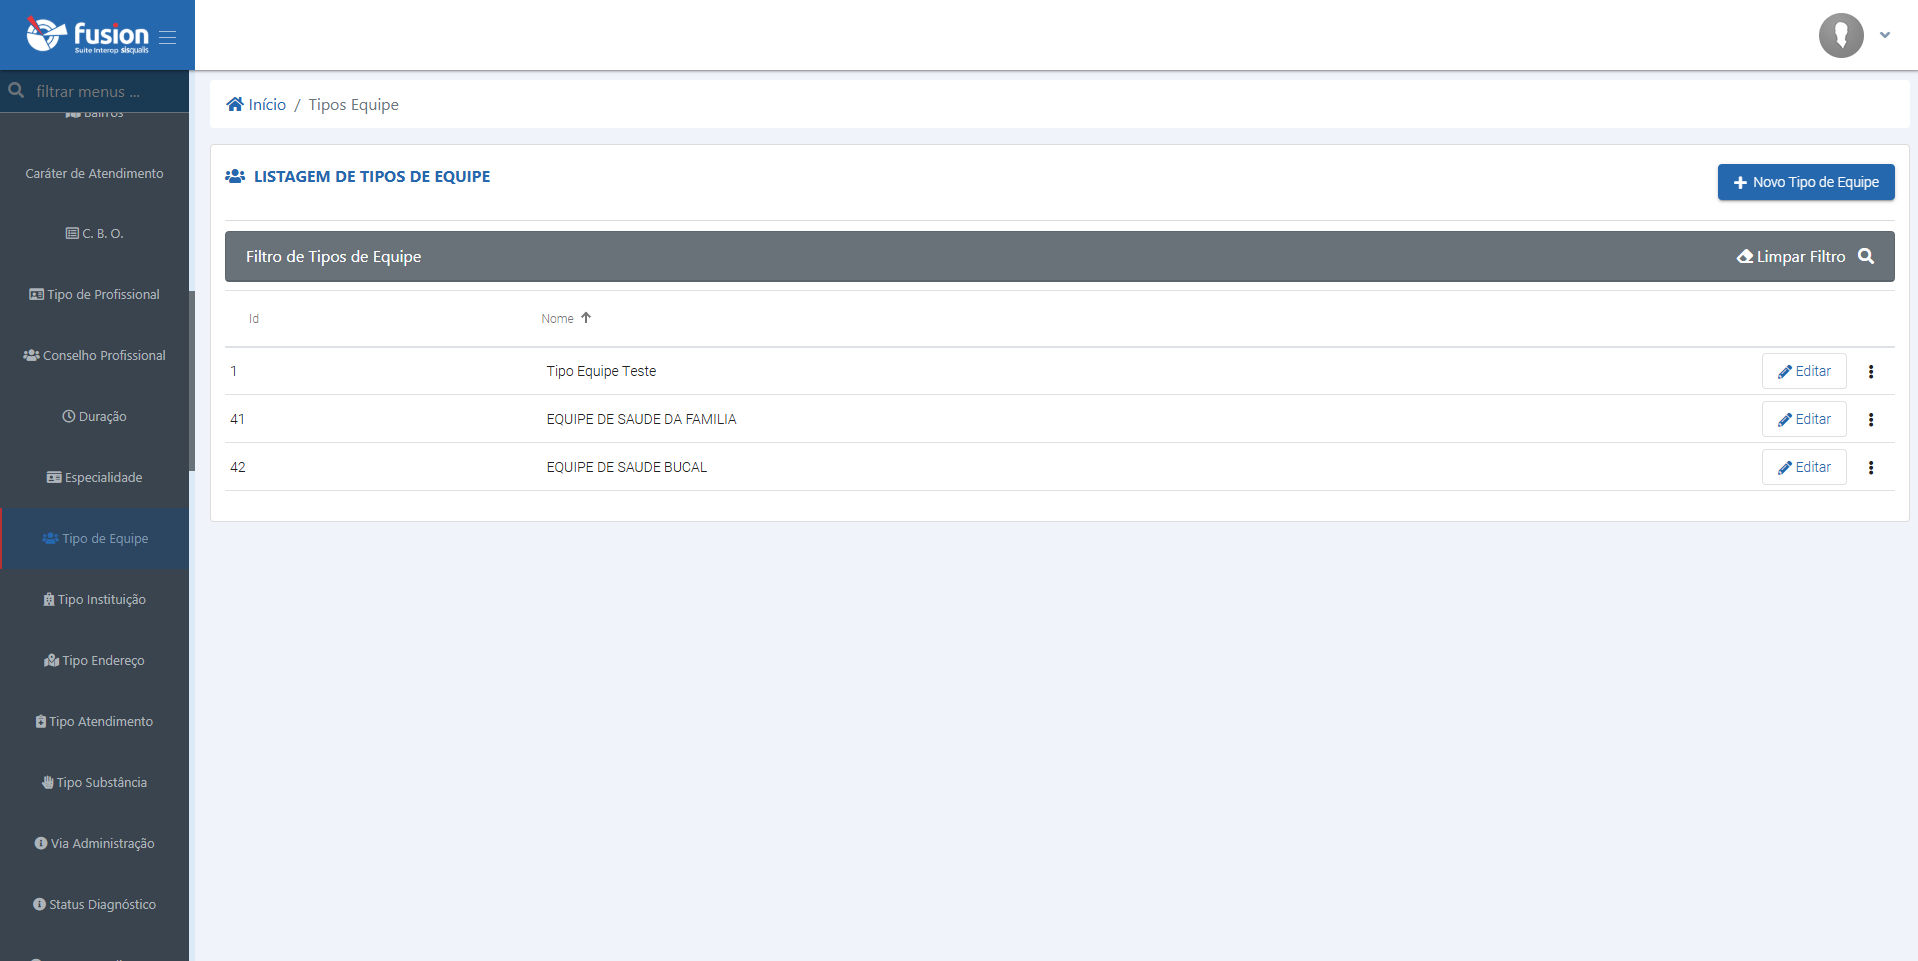 fusion
Suite Interop sisqualis
filtrar menus ...
Bairros
Caráter de Atendimento
C. B. O.
Tipo de Profissional
Conselho Profissional
Duração
Especialidade
Tipo de Equipe
Tipo Instituição
Tipo Endereço
Tipo Atendimento
Tipo Substância
Via Administração
Status Diagnóstico
Início / Tipos Equipe
LISTAGEM DE TIPOS DE EQUIPE
Novo Tipo de Equipe
Filtro de Tipos de Equipe
Limpar Filtro
Id Nome
1 Tipo Equipe Teste Editar
41 EQUIPE DE SAUDE DA FAMILIA Editar
42 EQUIPE DE SAUDE BUCAL Editar